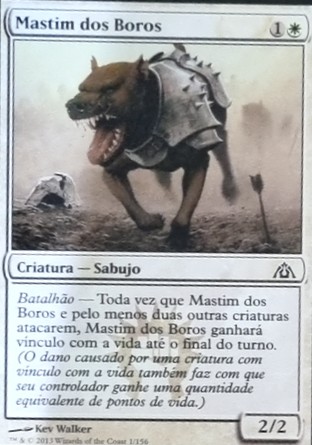 Mastim dos Boros 1
Criatura — Sabujo
Batalhão — Toda vez que Mastim dos
Boros e pelo menos duas outras criaturas
atacarem, Mastim dos Boros ganhará
vínculo com a vida até o final do turno.
(O dano causado por uma criatura com
vínculo com a vida também faz com que
seu controlador ganhe uma quantidade
equivalente de pontos de vida.)
Kev Walker
™ & © 2013 Wizards of the Coast 1/156
2/2